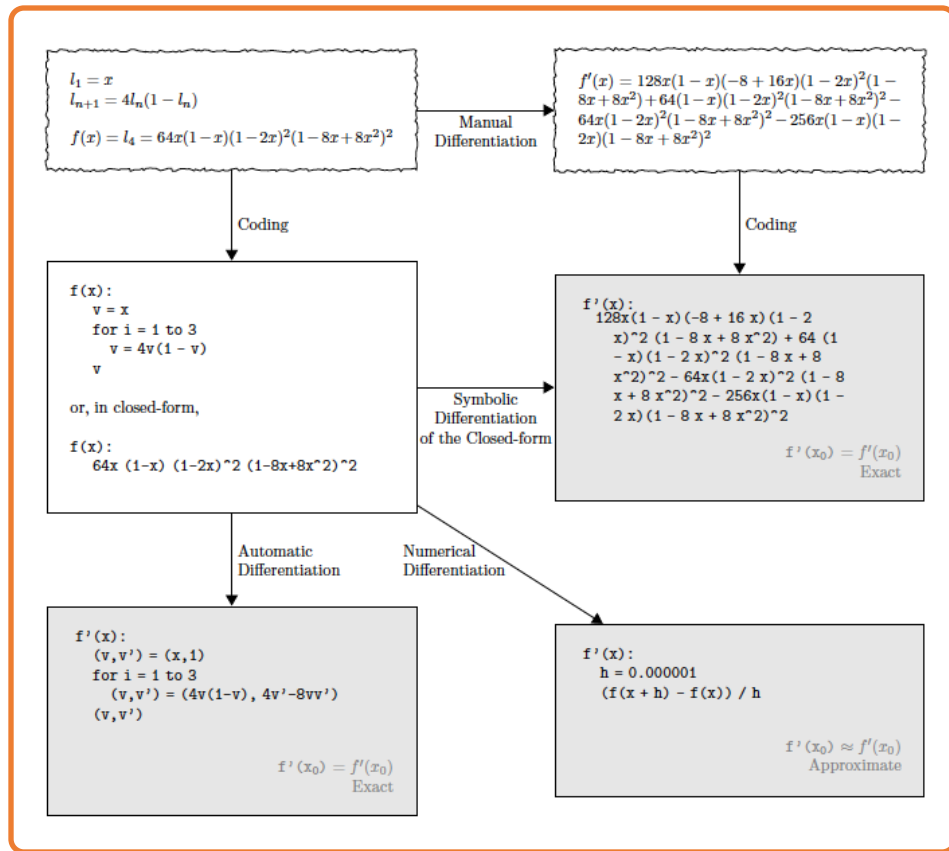 l₁ = x
lₙ₊₁ = 4lₙ(1 − lₙ)
f(x) = l₄ = 64x(1−x)(1−2x)²(1−8x+8x²)²
Manual
Differentiation
f′(x) = 128x(1 − x)(−8 + 16x)(1 − 2x)²(1 −
8x+8x²)+64(1−x)(1−2x)²(1−8x+8x²)²−
64x(1−2x)²(1−8x+8x²)²−256x(1−x)(1−
2x)(1 − 8x + 8x²)²
Coding
Coding
f(x):
v = x
for i = 1 to 3
v = 4v(1 - v)
v
or, in closed-form,
f(x):
64x (1-x) (1-2x)^2 (1-8x+8x^2)^2
Symbolic
Differentiation
of the Closed-form
f'(x):
128x(1 - x)(-8 + 16 x)(1 - 2
x)^2 (1 - 8 x + 8 x^2) + 64 (1
- x)(1 - 2 x)^2 (1 - 8 x + 8
x^2)^2 - 64x(1 - 2 x)^2 (1 - 8
x + 8 x^2)^2 - 256x(1 - x)(1 -
2 x)(1 - 8 x + 8 x^2)^2
f'(x₀) = f′(x₀)
Exact
Automatic
Differentiation
Numerical
Differentiation
f'(x):
(v,v') = (x,1)
for i = 1 to 3
(v,v') = (4v(1-v), 4v'-8vv')
(v,v')
f'(x₀) = f′(x₀)
Exact
f'(x):
h = 0.000001
(f(x + h) - f(x)) / h
f'(x₀) ≈ f′(x₀)
Approximate